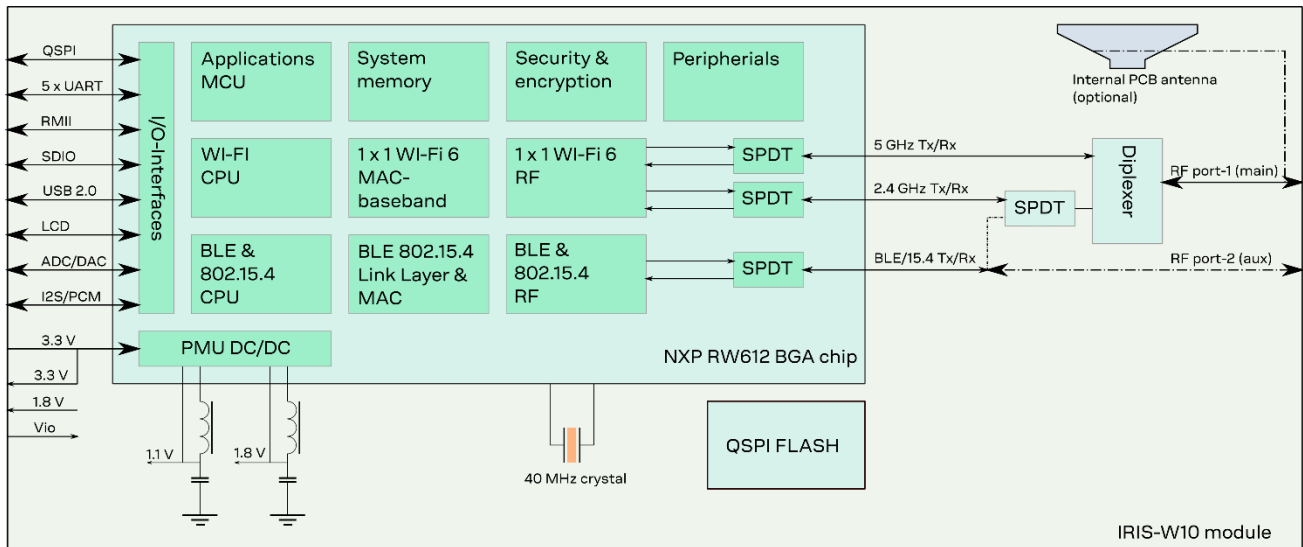 QSPI
5 x UART
RMII
SDIO
USB 2.0
LCD
ADC/DAC
I2S/PCM
3.3 V
3.3 V
1.8 V
Vio
I/O-Interfaces
Applications
MCU
System
memory
Security &
encryption
Peripherials
WI-FI
CPU
1 x 1 WI-Fi 6
MAC-
baseband
1 x 1 WI-Fi 6
RF
BLE &
802.15.4
CPU
BLE 802.15.4
Link Layer &
MAC
BLE &
802.15.4
RF
SPDT
SPDT
SPDT
PMU DC/DC
NXP RW612 BGA chip
5 GHz Tx/Rx
2.4 GHz Tx/Rx
BLE/15.4 Tx/Rx
SPDT
Diplexer
Internal PCB antenna
(optional)
RF port-1 (main)
RF port-2 (aux)
1.1 V
1.8 V
40 MHz crystal
QSPI FLASH
IRIS-W10 module